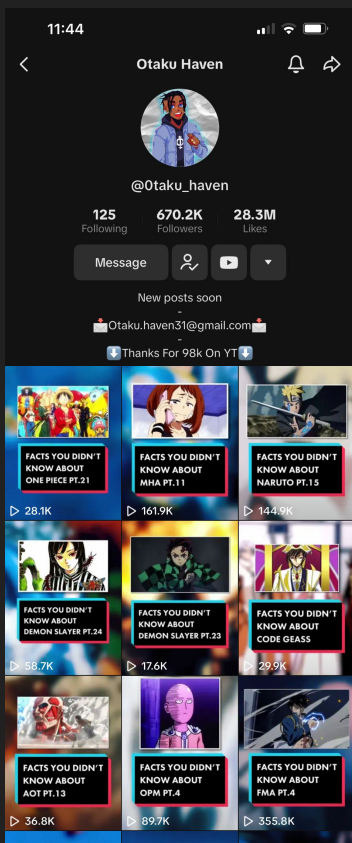 11:44
Otaku Haven
@0taku_haven
125 670.2K 28.3M
Following Followers Likes
Message
New posts soon
-
📩Otaku.haven31@gmail.com📩
-
⬇️Thanks For 98k On YT⬇️
FACTS YOU DIDN'T
KNOW ABOUT
ONE PIECE PT.21
28.1K
FACTS YOU DIDN'T
KNOW ABOUT
MHA PT.11
161.9K
FACTS YOU DIDN'T
KNOW ABOUT
NARUTO PT.15
144.9K
FACTS YOU DIDN'T
KNOW ABOUT
DEMON SLAYER PT.24
58.7K
FACTS YOU DIDN'T
KNOW ABOUT
DEMON SLAYER PT.23
17.6K
FACTS YOU DIDN'T
KNOW ABOUT
CODE GEASS
29.9K
FACTS YOU DIDN'T
KNOW ABOUT
AOT PT.13
36.8K
FACTS YOU DIDN'T
KNOW ABOUT
OPM PT.4
89.7K
FACTS YOU DIDN'T
KNOW ABOUT
FMA PT.4
355.8K